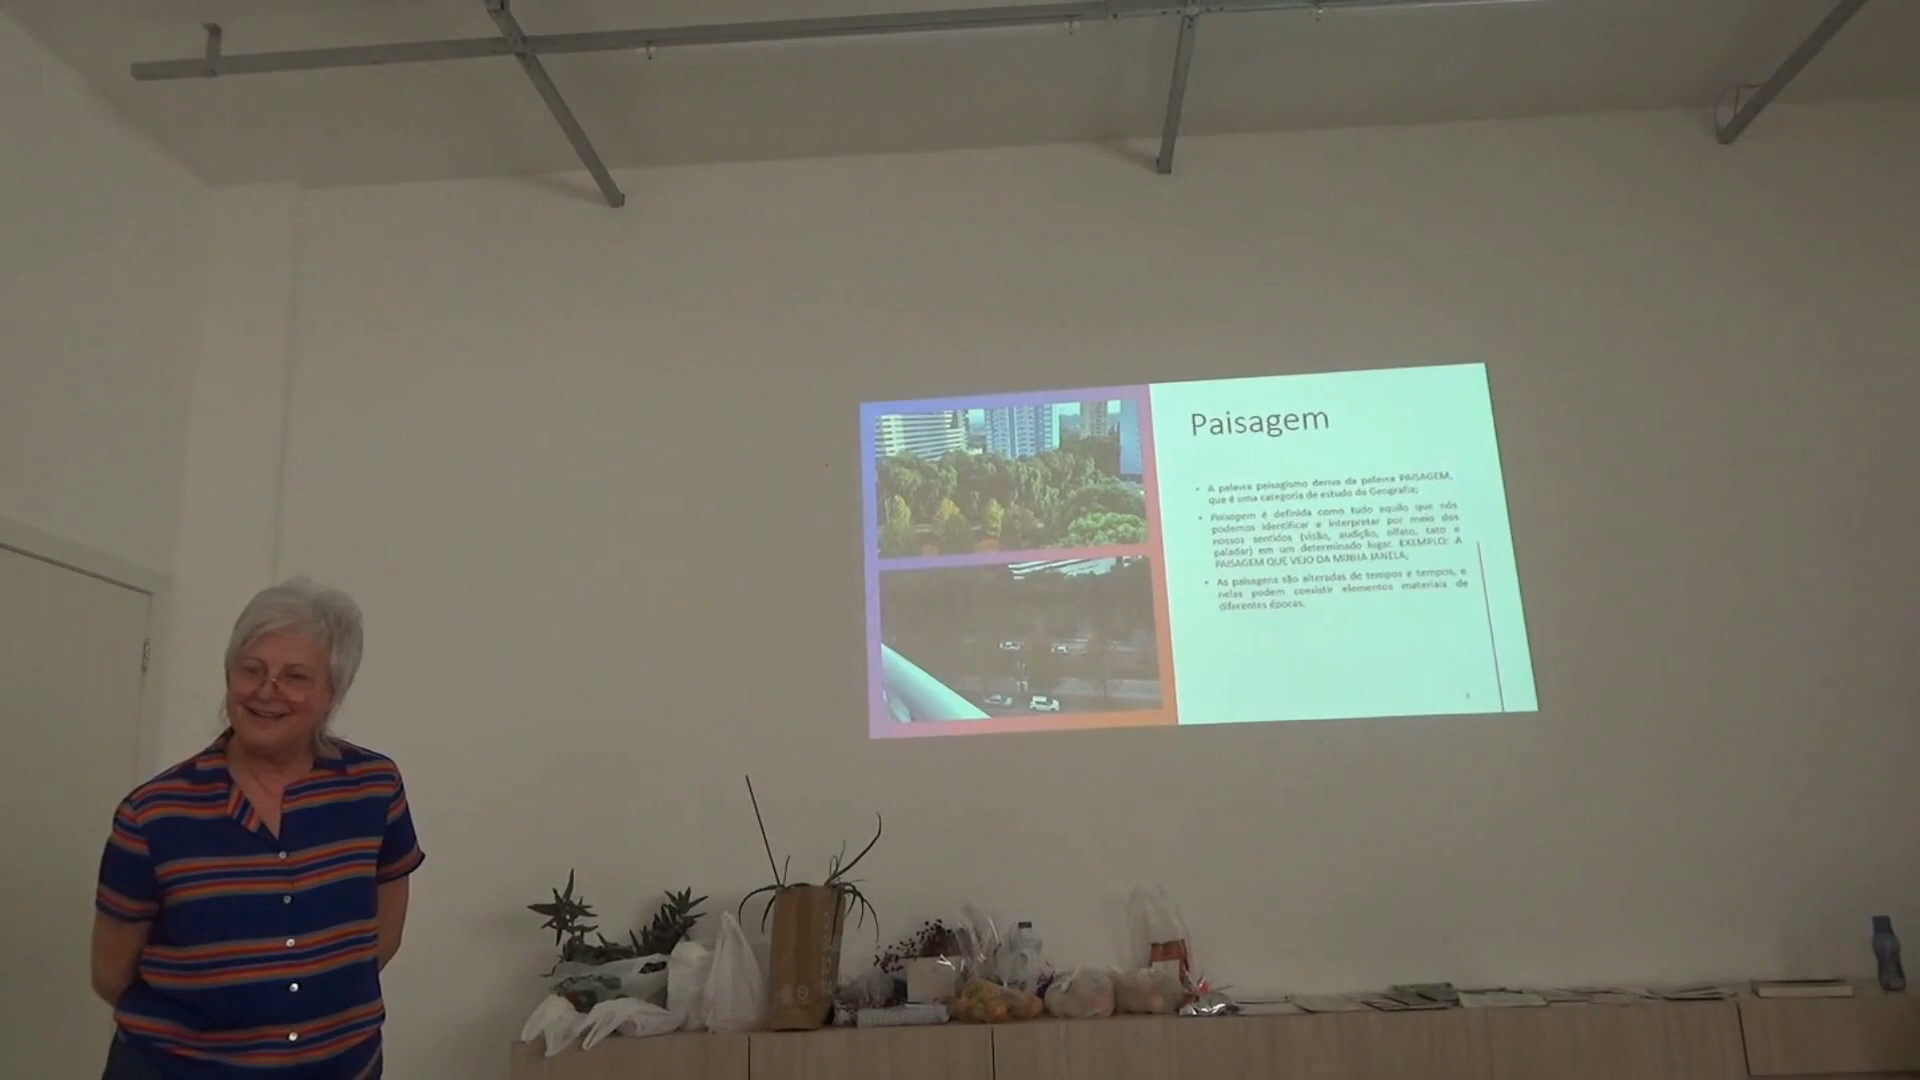 Paisagem
• A palavra paisagismo deriva da palavra PAISAGEM,
que é uma categoria de estudo da Geografia;
• Paisagem é definida como tudo aquilo que nós
podemos identificar e interpretar por meio dos
nossos sentidos (visão, audição, olfato, tato e
paladar) em um determinado lugar. EXEMPLO: A
PAISAGEM QUE VEJO DA MINHA JANELA;
• As paisagens são alteradas de tempos e tempos, e
nelas podem coexistir elementos materiais de
diferentes épocas.